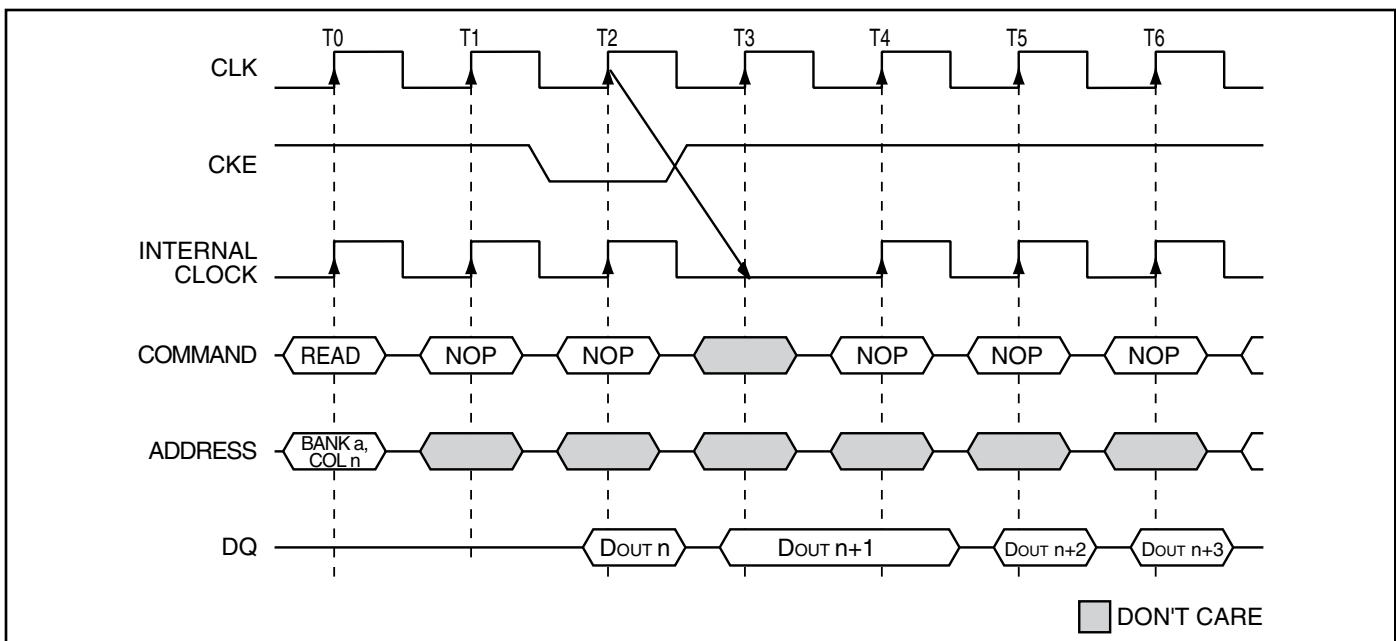 T0 T1 T2 T3 T4 T5 T6
CLK
CKE
INTERNAL
CLOCK
COMMAND READ NOP NOP NOP NOP NOP
ADDRESS BANK a,
COL n
DQ DOUT n DOUT n+1 DOUT n+2 DOUT n+3
DON'T CARE